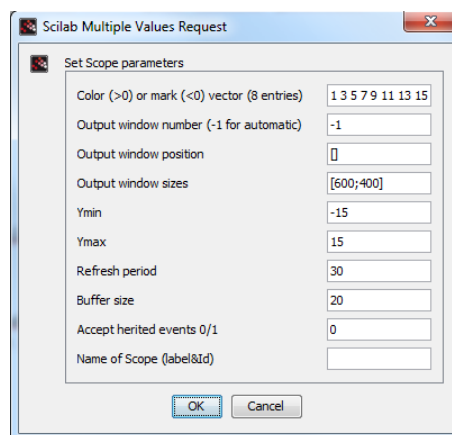 Scilab Multiple Values Request
Set Scope parameters
Color (>0) or mark (<0) vector (8 entries) 1 3 5 7 9 11 13 15
Output window number (-1 for automatic) -1
Output window position []
Output window sizes [600;400]
Ymin -15
Ymax 15
Refresh period 30
Buffer size 20
Accept herited events 0/1 0
Name of Scope (label&Id)
OK Cancel